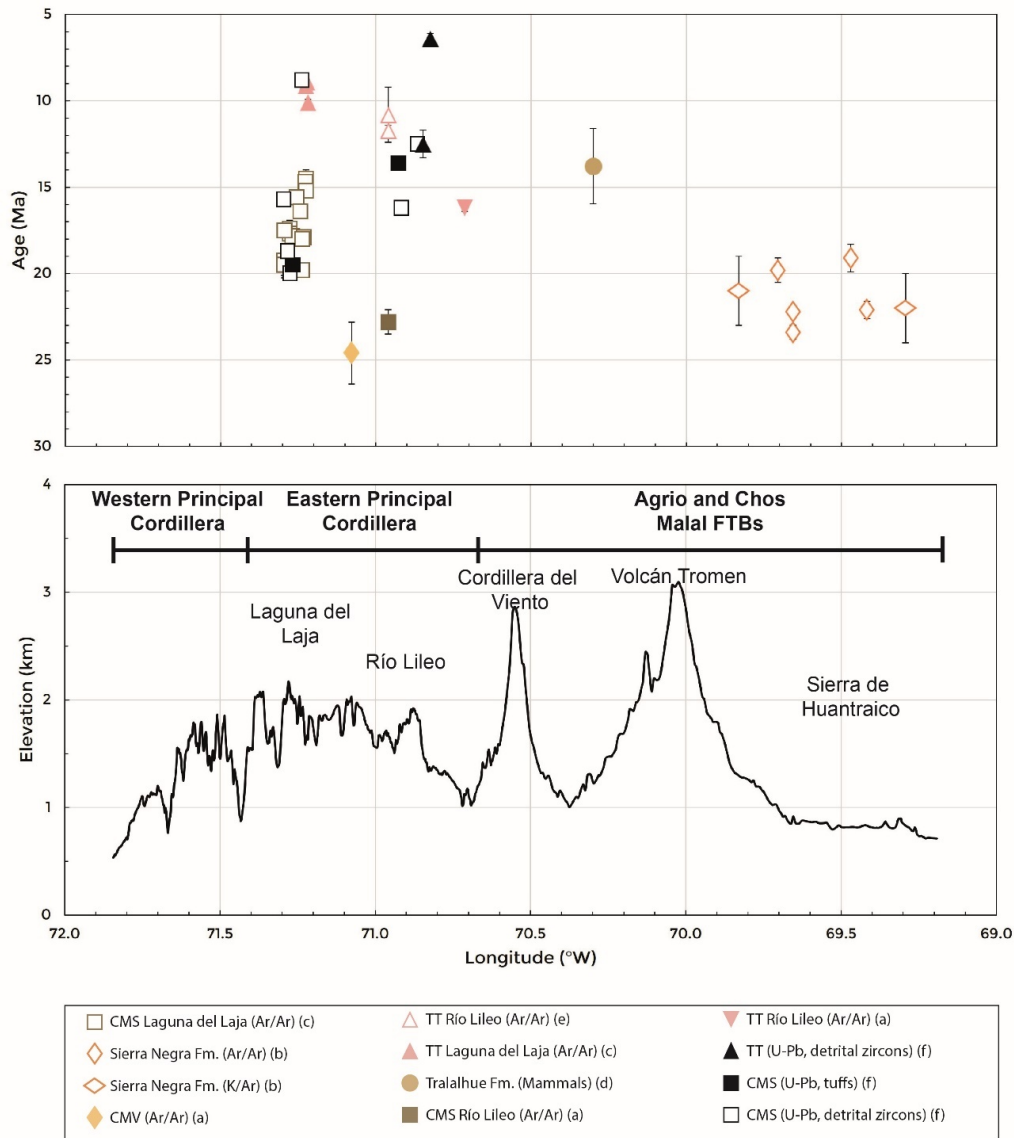 5
10
15
20
25
30
Age (Ma)
4
3
2
1
0
Elevation (km)
Western Principal
Cordillera
Eastern Principal
Cordillera
Agrio and Chos
Malal FTBs
Laguna del
Laja
Río Lileo
Cordillera del
Viento
Volcán Tromen
Sierra de
Huantraico
72.0 71.5 71.0 70.5 70.0 69.5 69.0
Longitude (°W)
CMS Laguna del Laja (Ar/Ar) (c)
Sierra Negra Fm. (Ar/Ar) (b)
Sierra Negra Fm. (K/Ar) (b)
CMV (Ar/Ar) (a)
TT Río Lileo (Ar/Ar) (e)
TT Laguna del Laja (Ar/Ar) (c)
Tralalhue Fm. (Mammals) (d)
CMS Río Lileo (Ar/Ar) (a)
TT Río Lileo (Ar/Ar) (a)
TT (U-Pb, detrital zircons) (f)
CMS (U-Pb, tuffs) (f)
CMS (U-Pb, detrital zircons) (f)